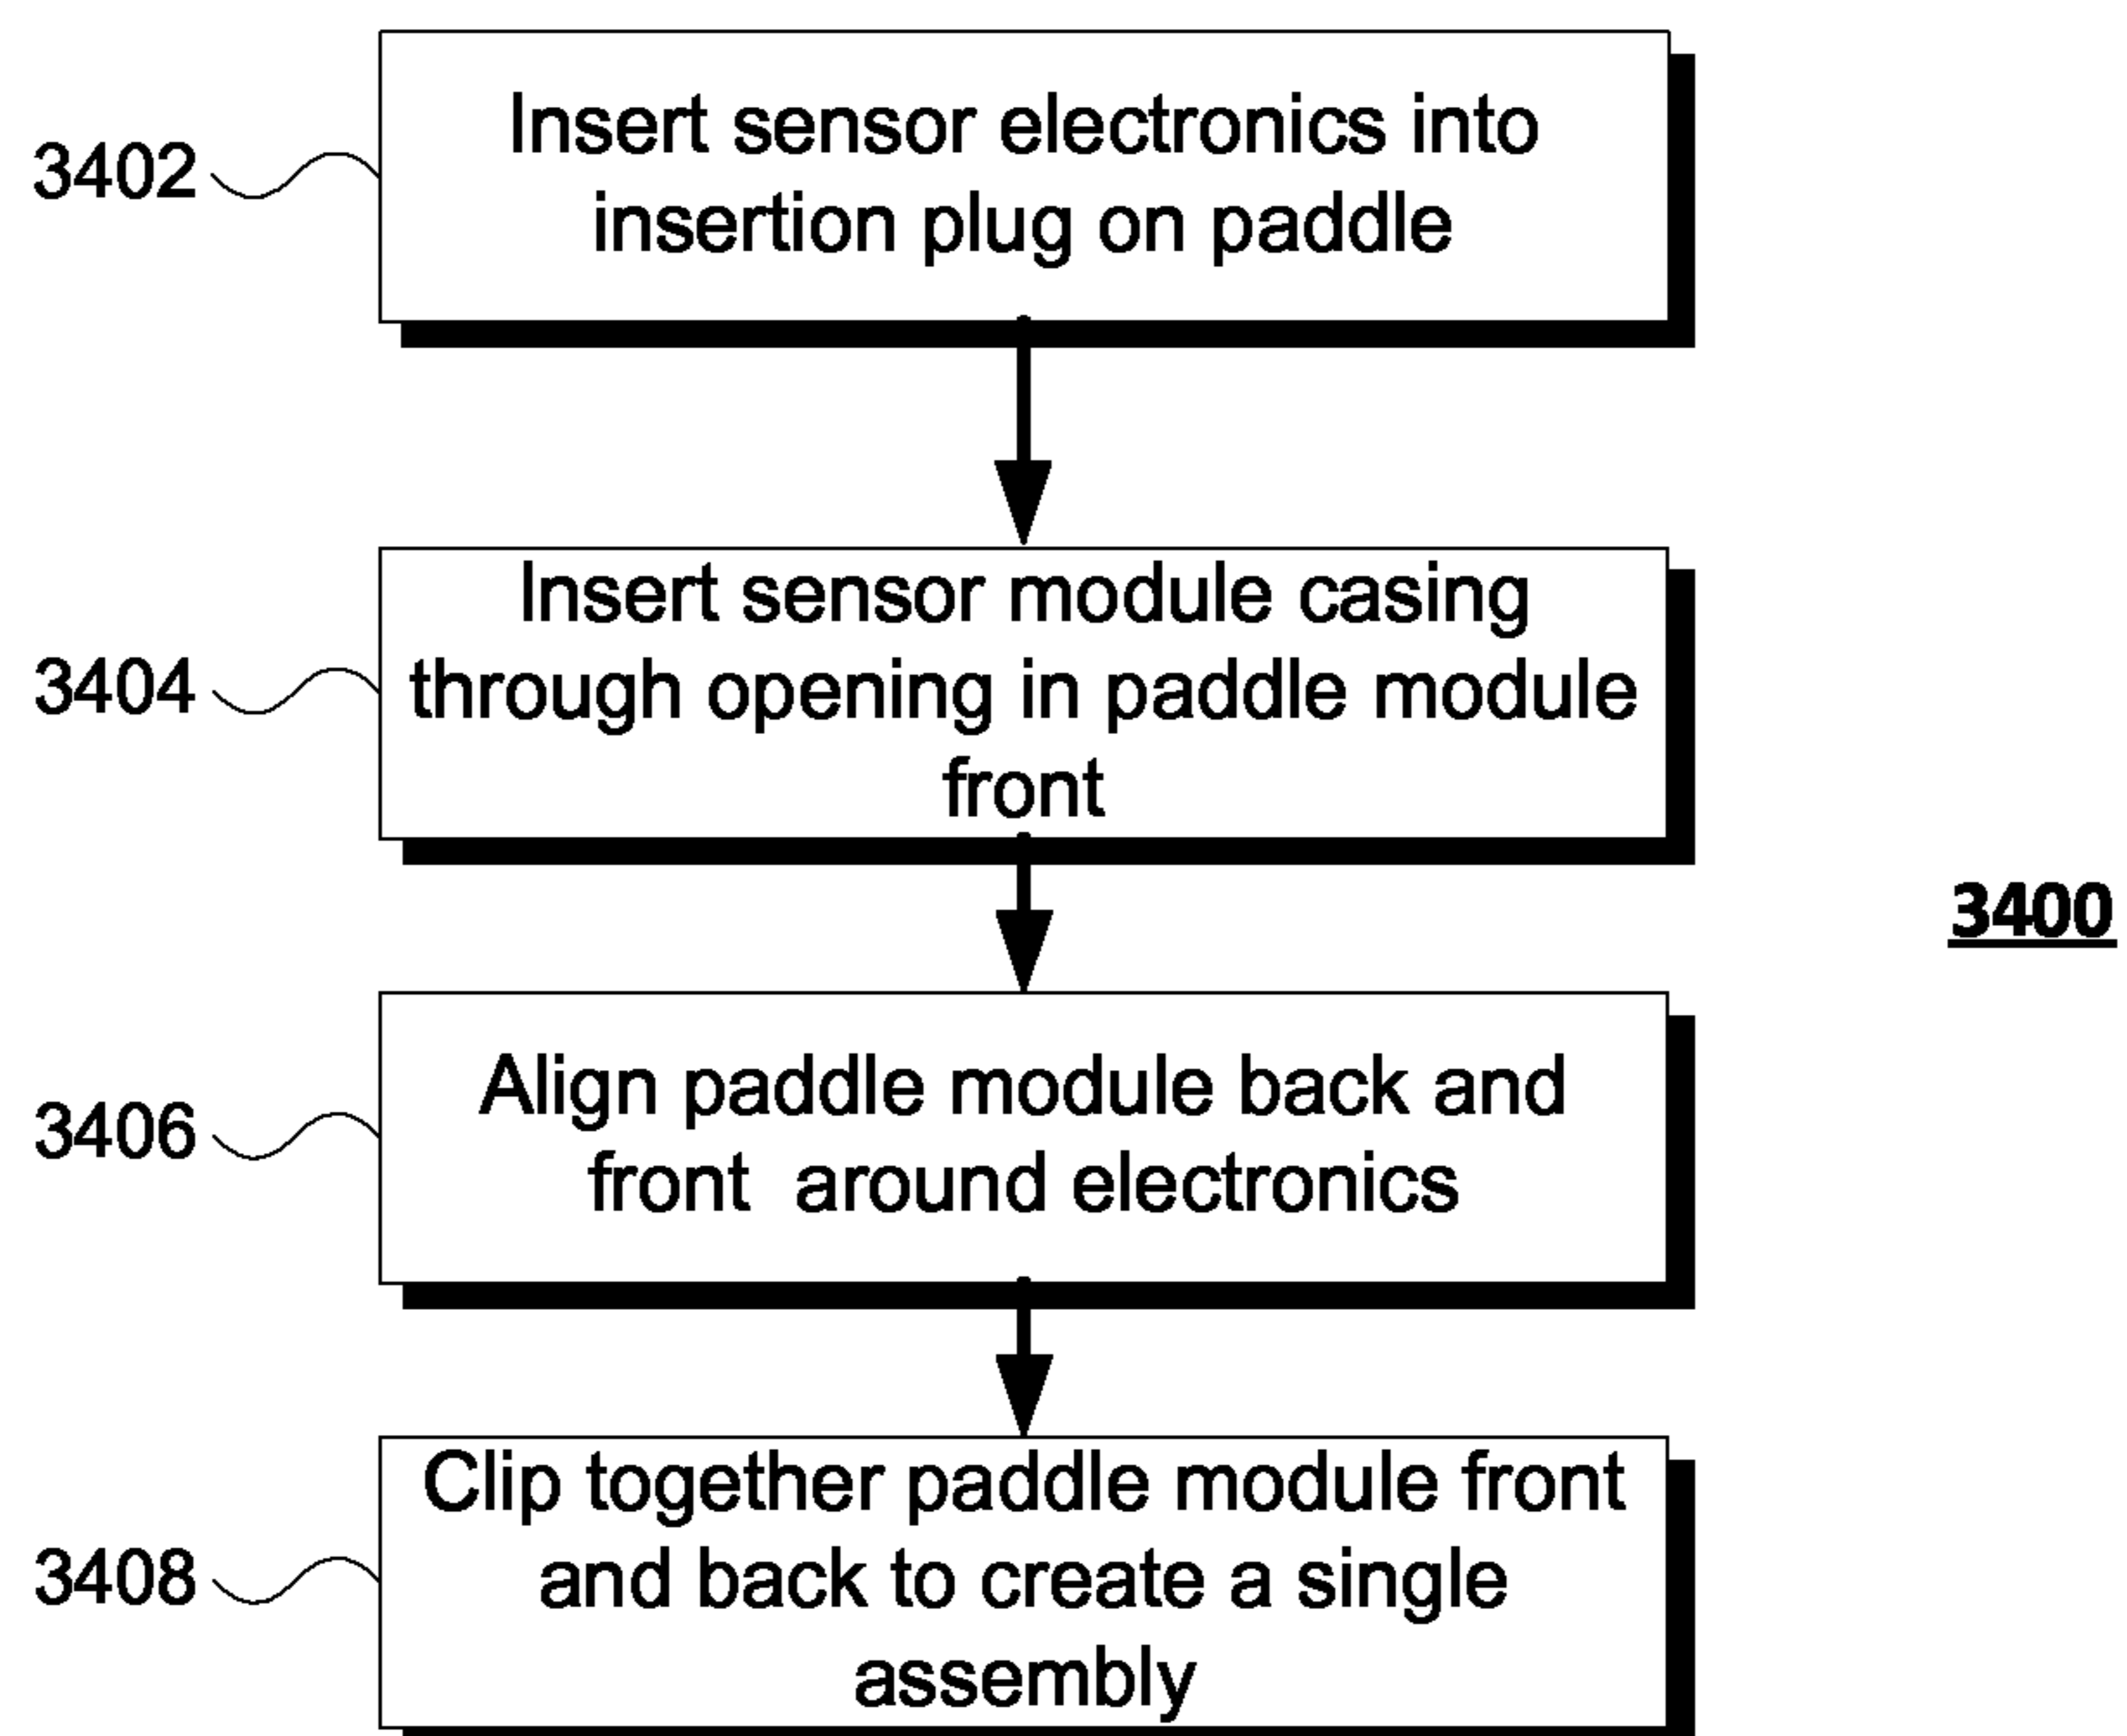 3402
Insert sensor electronics into
insertion plug on paddle
3404
Insert sensor module casing
through opening in paddle module
front
3400
3406
Align paddle module back and
front around electronics
3408
Clip together paddle module front
and back to create a single
assembly